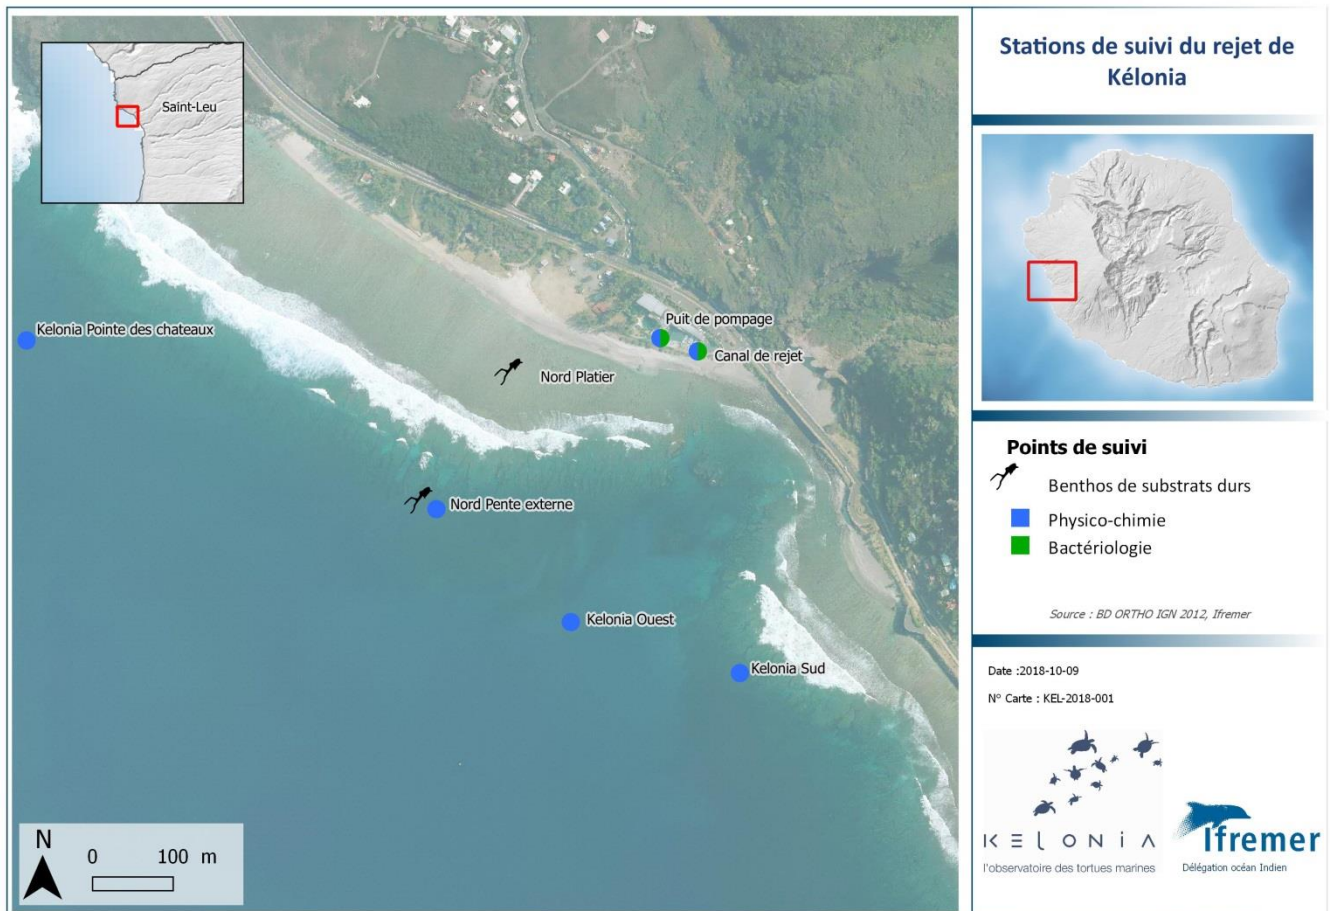 Stations de suivi du rejet de
Kélonia
Saint-Leu
Kelonia Pointe des chateaux
Puit de pompage
Canal de rejet
Nord Platier
Nord Pente externe
Kelonia Ouest
Kelonia Sud
N
0 100 m
Points de suivi
Benthos de substrats durs
Physico-chimie
Bactériologie
Source : BD ORTHO IGN 2012, Ifremer
Date :2018-10-09
N° Carte : KEL-2018-001
KELONIA
l'observatoire des tortues marines
Ifremer
Délégation océan Indien